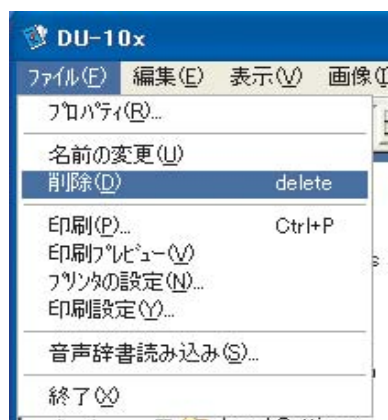 DU-10x
ファイル(F) 編集(E) 表示(V) 画像(I
プロパティ(R)...
名前の変更(U)
削除(D) delete
印刷(P)... Ctrl+P
印刷プレビュー(V)
プリンタの設定(N)...
印刷設定(Y)...
音声辞書読み込み(S)...
終了(X)